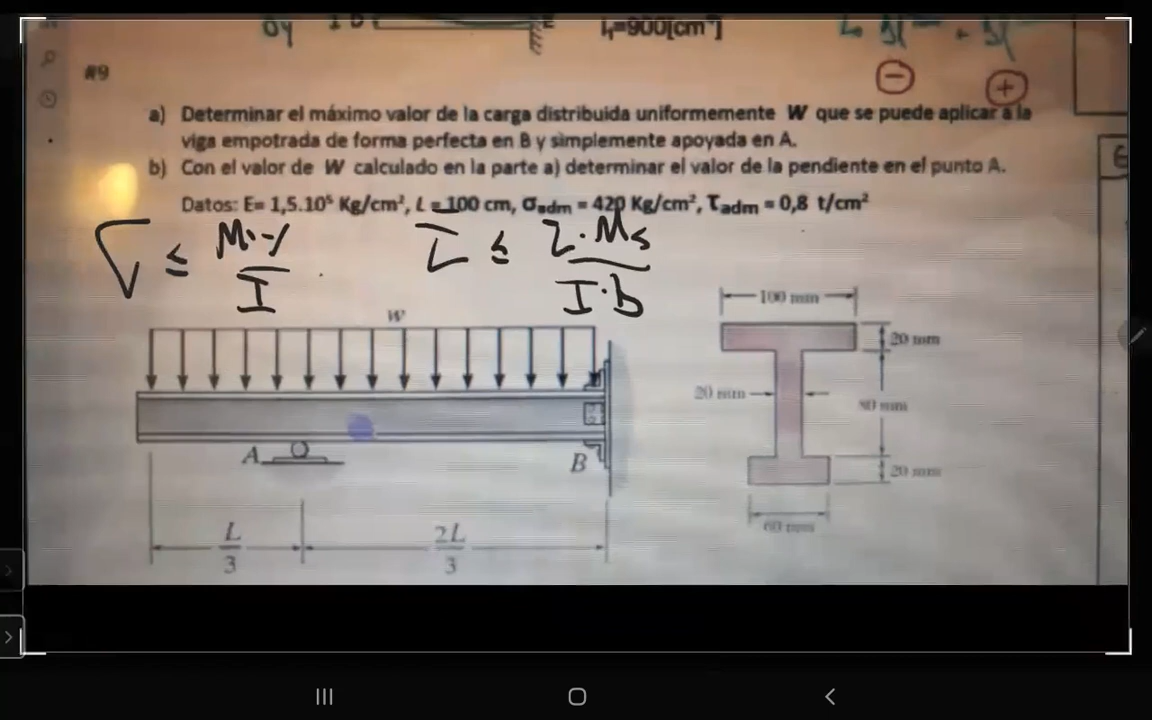 I₁=900[cm⁴]
#9
a) Determinar el máximo valor de la carga distribuida uniformemente W que se puede aplicar a la
viga empotrada de forma perfecta en B y simplemente apoyada en A.
b) Con el valor de W calculado en la parte a) determinar el valor de la pendiente en el punto A.
Datos: E= 1,5.10⁵ Kg/cm², L = 100 cm, σadm = 420 Kg/cm², τadm = 0,8 t/cm²
σ ≤ M·y / I
τ ≤ Z·Ms / I·b
W
100 mm
20 mm
20 mm
80 mm
20 mm
60 mm
A
B
L/3
2L/3